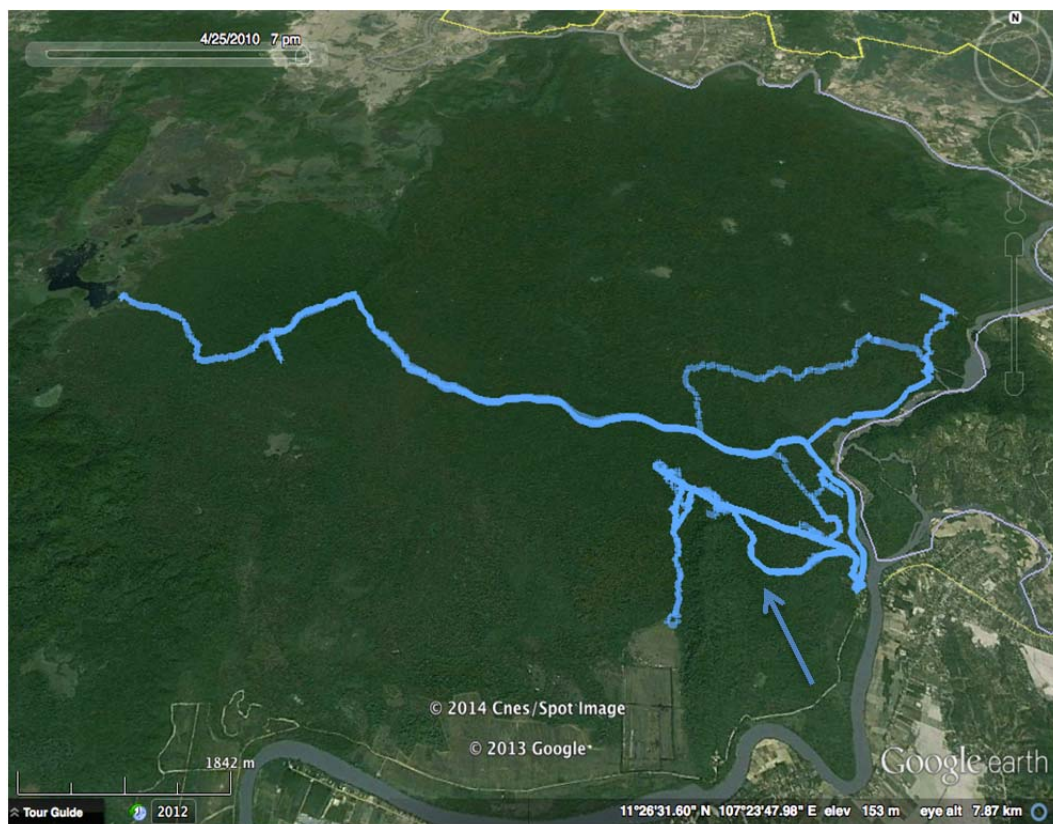 4/25/2010 7 pm
N
© 2014 Cnes/Spot Image
© 2013 Google
1842 m
Google earth
Tour Guide
2012
11°26'31.60" N 107°23'47.98" E elev 153 m eye alt 7.87 km